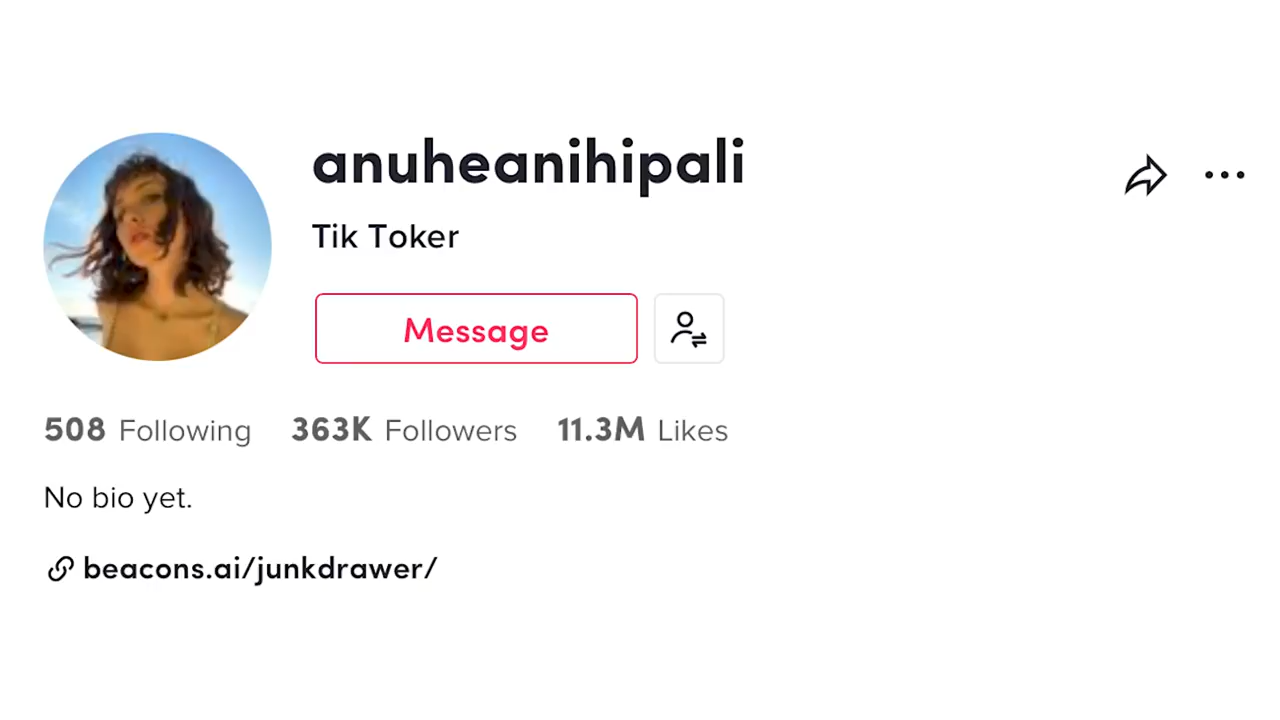 anuheanihipali
Tik Toker
Message
508 Following 363K Followers 11.3M Likes
No bio yet.
beacons.ai/junkdrawer/